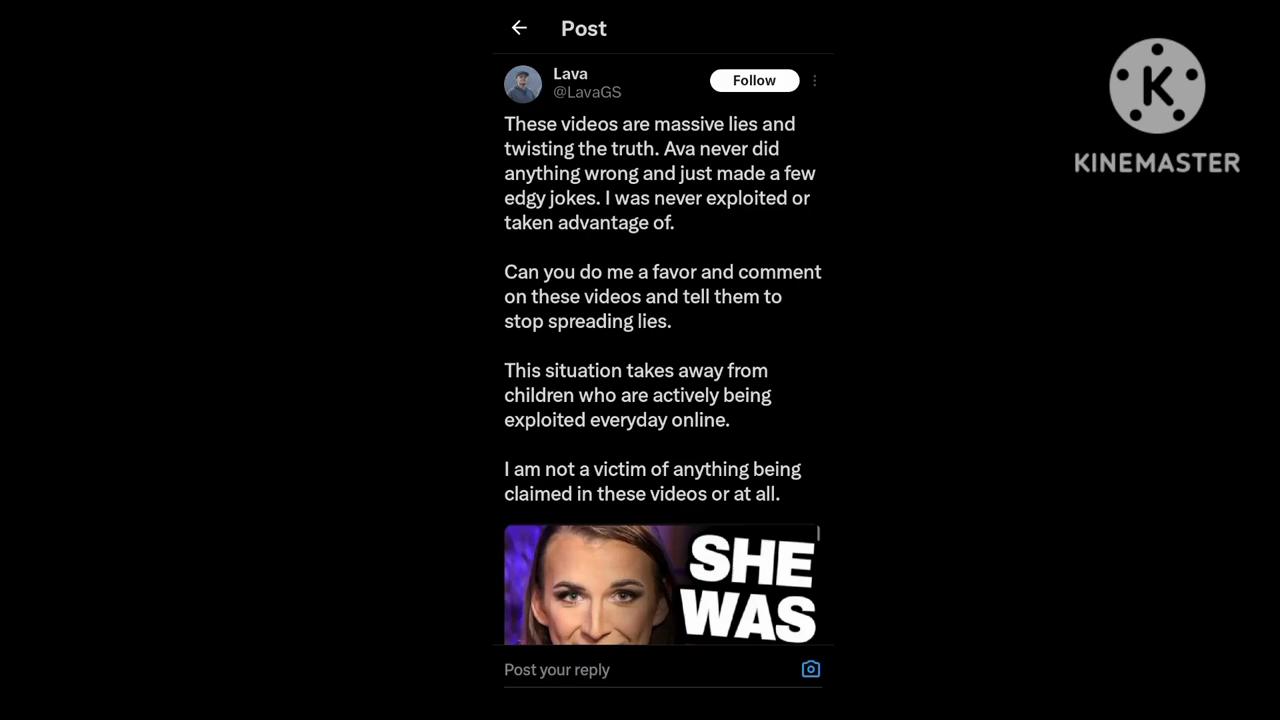 Post
Lava
@LavaGS
Follow
These videos are massive lies and
twisting the truth. Ava never did
anything wrong and just made a few
edgy jokes. I was never exploited or
taken advantage of.
Can you do me a favor and comment
on these videos and tell them to
stop spreading lies.
This situation takes away from
children who are actively being
exploited everyday online.
I am not a victim of anything being
claimed in these videos or at all.
SHE
WAS
Post your reply
K
KINEMASTER